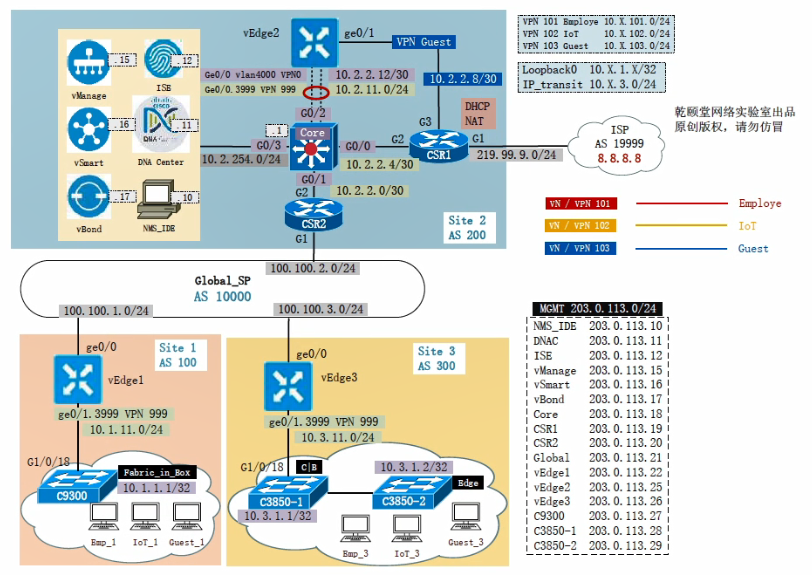 vEdge2
ge0/1
VPN Guest
VPN 101 Employe 10.X.101.0/24
VPN 102 IoT 10.X.102.0/24
VPN 103 Guest 10.X.103.0/24
Loopback0 10.X.1.X/32
IP_transit 10.X.3.0/24
.15
vManage
.12
ISE
Ge0/0 vlan4000 VPN0
10.2.2.12/30
Ge0/0.3999 VPN 999
10.2.11.0/24
10.2.2.8/30
G0/2
DHCP
NAT
.16
vSmart
cisco
DNA
.11
DNA Center
.1
Core
G0/3
10.2.254.0/24
G0/0
G2
G3
G1
CSR1
10.2.2.4/30
219.99.9.0/24
ISP
AS 19999
8.8.8.8
乾颐堂网络实验室出品
原创版权，请勿仿冒
.17
vBond
.10
NMS_IDE
G0/1
10.2.2.0/30
G2
CSR2
G1
Site 2
AS 200
VN / VPN 101 Employe
VN / VPN 102 IoT
VN / VPN 103 Guest
100.100.2.0/24
Global_SP
AS 10000
100.100.1.0/24
100.100.3.0/24
ge0/0
Site 1
AS 100
vEdge1
ge0/1.3999 VPN 999
10.1.11.0/24
G1/0/18
Fabric_in_Box
C9300
10.1.1.1/32
Emp_1
IoT_1
Guest_1
ge0/0
Site 3
AS 300
vEdge3
ge0/1.3999 VPN 999
10.3.11.0/24
G1/0/18
C|B
10.3.1.2/32
Edge
C3850-1
C3850-2
10.3.1.1/32
Emp_3
IoT_3
Guest_3
MGMT 203.0.113.0/24
NMS_IDE 203.0.113.10
DNAC 203.0.113.11
ISE 203.0.113.12
vManage 203.0.113.15
vSmart 203.0.113.16
vBond 203.0.113.17
Core 203.0.113.18
CSR1 203.0.113.19
CSR2 203.0.113.20
Global 203.0.113.21
vEdge1 203.0.113.22
vEdge2 203.0.113.25
vEdge3 203.0.113.26
C9300 203.0.113.27
C3850-1 203.0.113.28
C3850-2 203.0.113.29